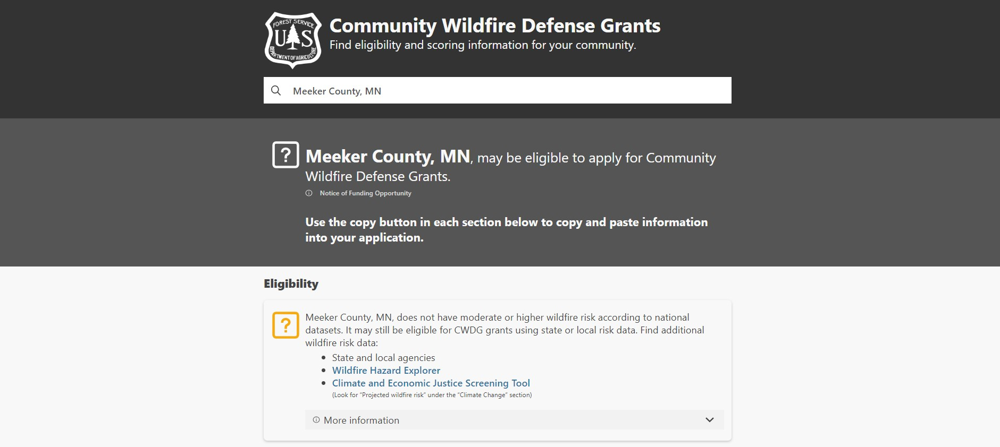 FOREST SERVICE
U S
DEPARTMENT OF AGRICULTURE
Community Wildfire Defense Grants
Find eligibility and scoring information for your community.
Meeker County, MN
? Meeker County, MN, may be eligible to apply for Community
Wildfire Defense Grants.
Notice of Funding Opportunity
Use the copy button in each section below to copy and paste information
into your application.
Eligibility
? Meeker County, MN, does not have moderate or higher wildfire risk according to national
datasets. It may still be eligible for CWDG grants using state or local risk data. Find additional
wildfire risk data:
• State and local agencies
• Wildfire Hazard Explorer
• Climate and Economic Justice Screening Tool
(Look for “Projected wildfire risk” under the “Climate Change” section)
More information